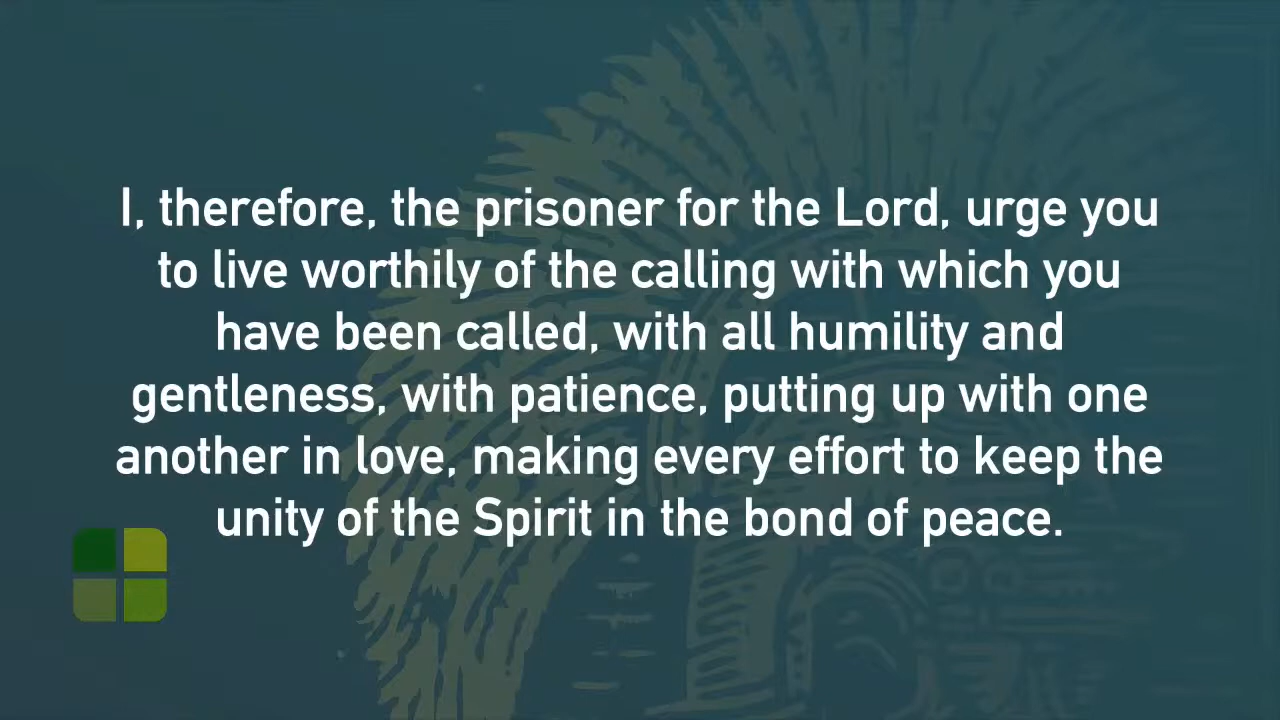 I, therefore, the prisoner for the Lord, urge you
to live worthily of the calling with which you
have been called, with all humility and
gentleness, with patience, putting up with one
another in love, making every effort to keep the
unity of the Spirit in the bond of peace.